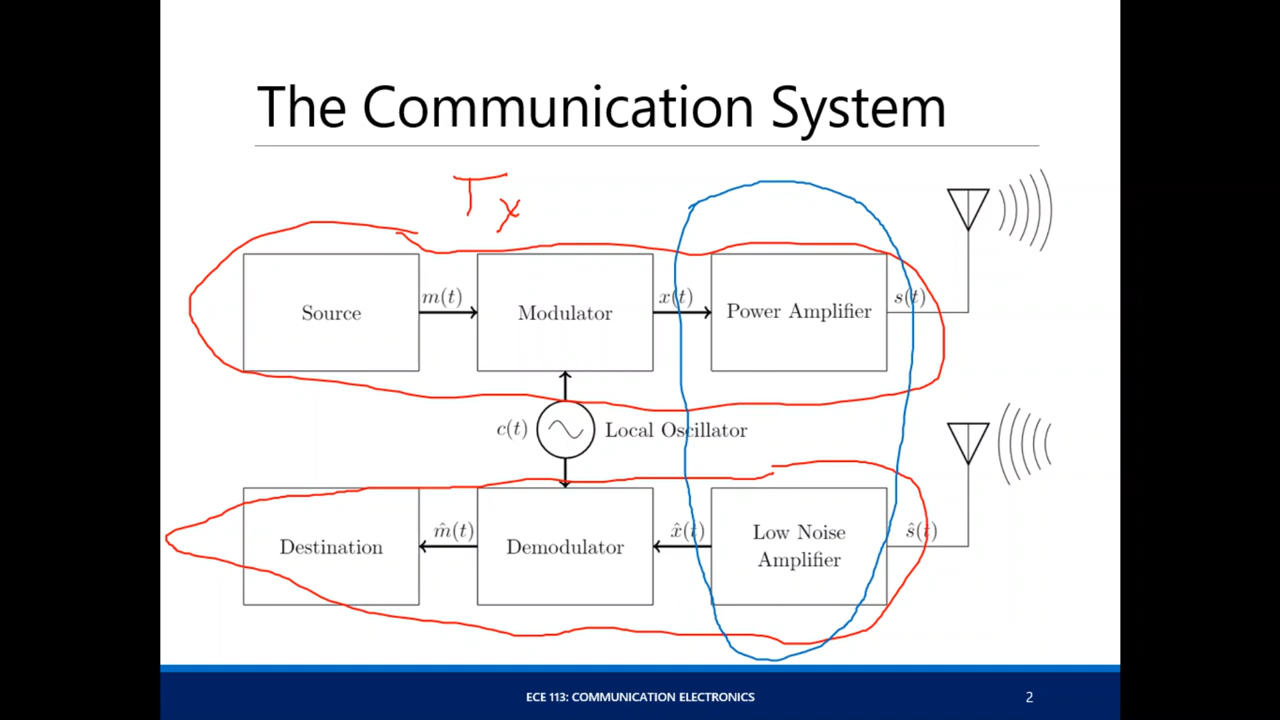 The Communication System
Tx
Source
m(t)
Modulator
x(t)
Power Amplifier
s(t)
c(t)
Local Oscillator
Destination
m̂(t)
Demodulator
x̂(t)
Low Noise
Amplifier
ŝ(t)
ECE 113: COMMUNICATION ELECTRONICS
2